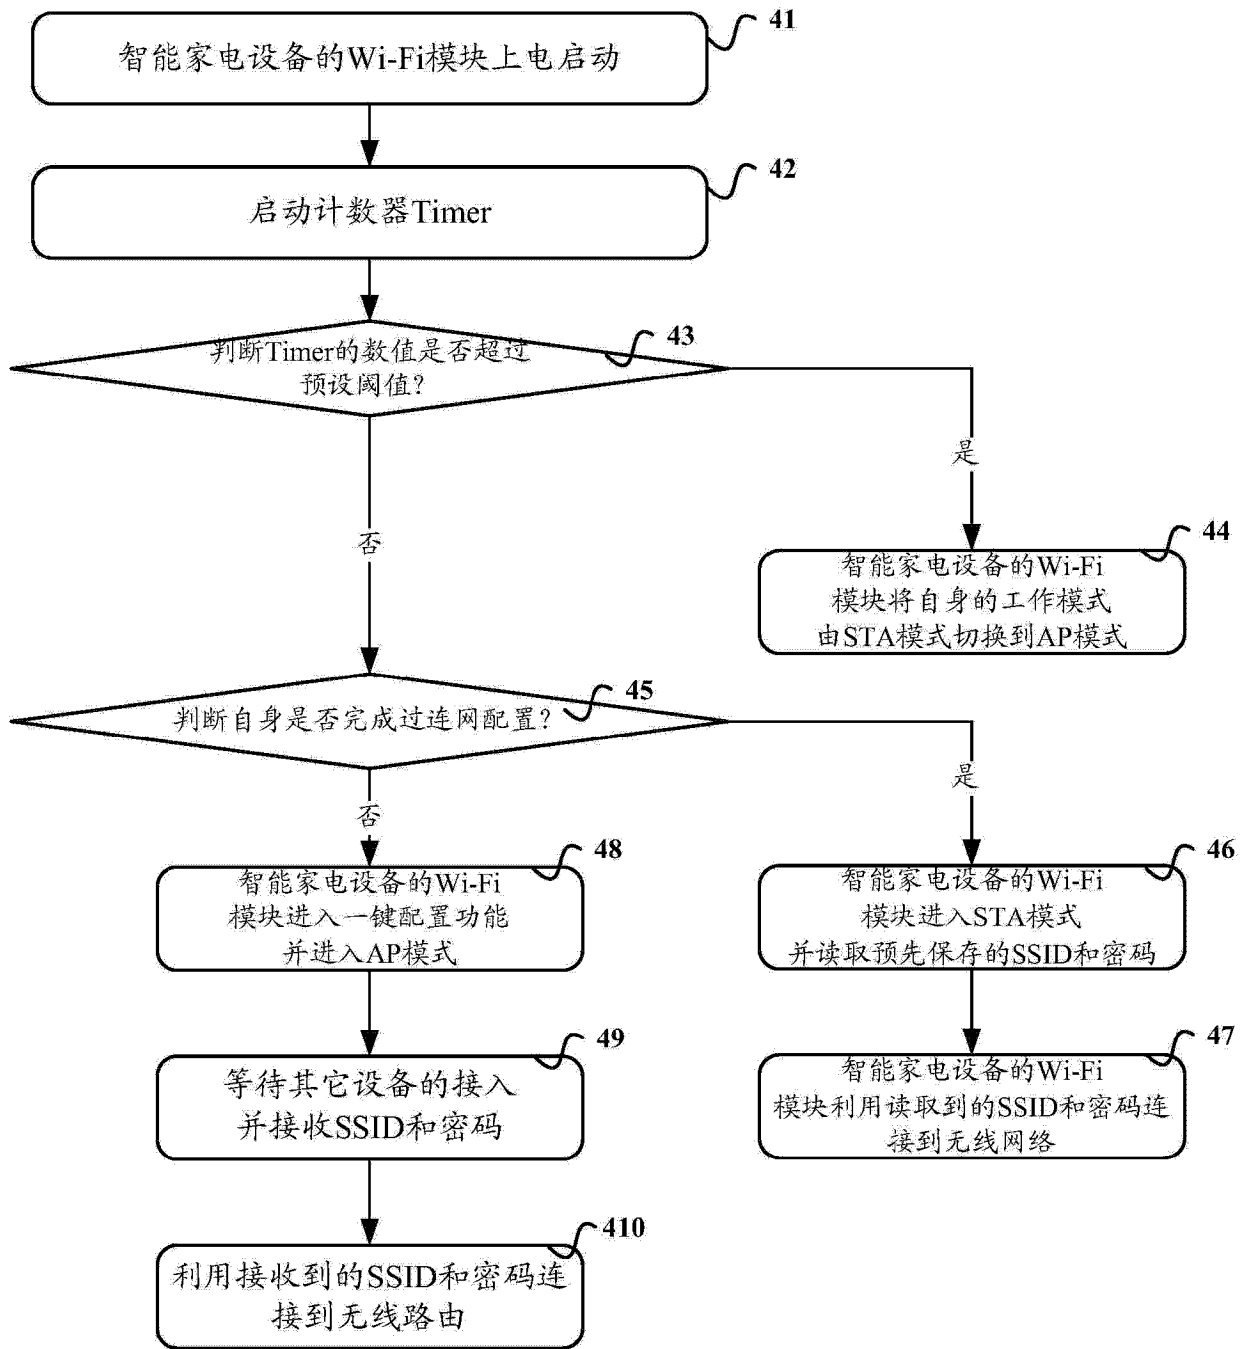 41
智能家电设备的Wi-Fi模块上电启动
42
启动计数器Timer
43
判断Timer的数值是否超过
预设阈值?
是
否
44
智能家电设备的Wi-Fi
模块将自身的工作模式
由STA模式切换到AP模式
45
判断自身是否完成过连网配置?
是
否
48
智能家电设备的Wi-Fi
模块进入一键配置功能
并进入AP模式
46
智能家电设备的Wi-Fi
模块进入STA模式
并读取预先保存的SSID和密码
49
等待其它设备的接入
并接收SSID和密码
47
智能家电设备的Wi-Fi
模块利用读取到的SSID和密码连
接到无线网络
410
利用接收到的SSID和密码连
接到无线路由